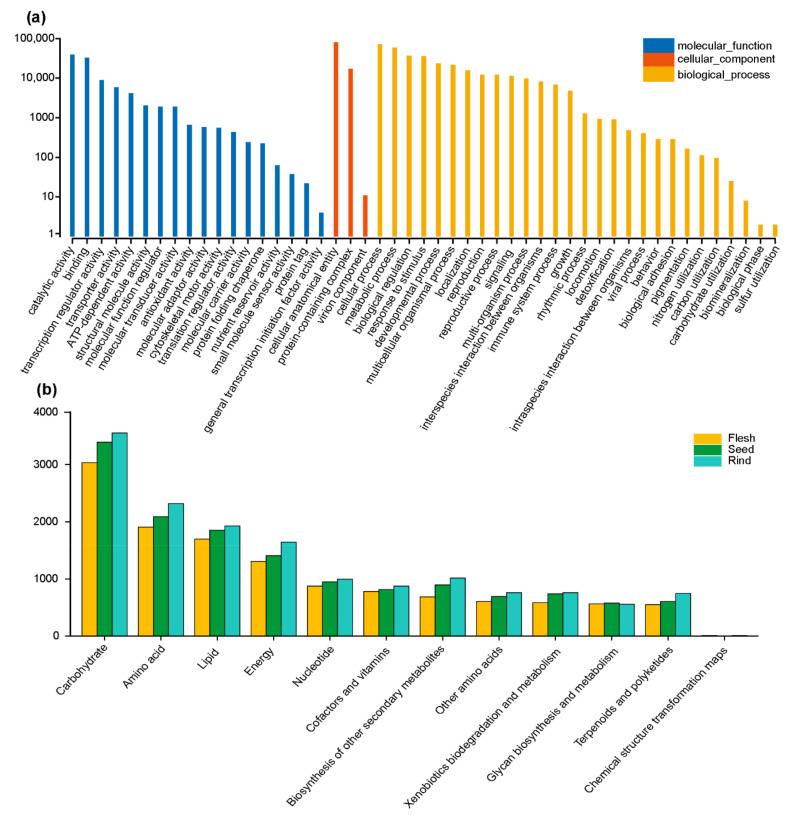 (a)
100,000
10,000
1000
100
10
1
molecular_function
cellular_component
biological_process
catalytic activity
binding
transcription regulator activity
transporter activity
ATP-dependent activity
structural molecule activity
molecular function regulator
molecular transducer activity
antioxidant activity
molecular adaptor activity
cytoskeletal motor activity
translation regulator activity
molecular carrier activity
protein folding chaperone
nutrient reservoir activity
small molecule sensor activity
protein tag
general transcription initiation factor activity
cellular anatomical entity
protein-containing complex
virion component
cellular process
metabolic process
biological regulation
response to stimulus
developmental process
multicellular organismal process
localization
reproduction
reproductive process
signaling
multi-organism process
interspecies interaction between organisms
immune system process
growth
rhythmic process
locomotion
detoxification
intraspecies interaction between organisms
viral process
behavior
biological adhesion
pigmentation
nitrogen utilization
carbon utilization
carbohydrate utilization
biomineralization
biological phase
sulfur utilization
(b)
4000
3000
2000
1000
0
Flesh
Seed
Rind
Carbohydrate
Amino acid
Lipid
Energy
Nucleotide
Cofactors and vitamins
Biosynthesis of other secondary metabolites
Other amino acids
Xenobiotics biodegradation and metabolism
Glycan biosynthesis and metabolism
Terpenoids and polyketides
Chemical structure transformation maps